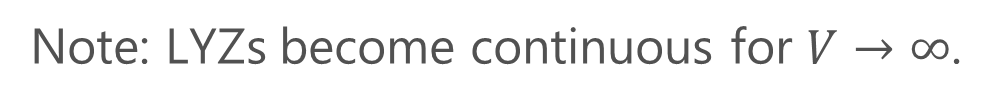 Note: LYZs become continuous for V → ∞.